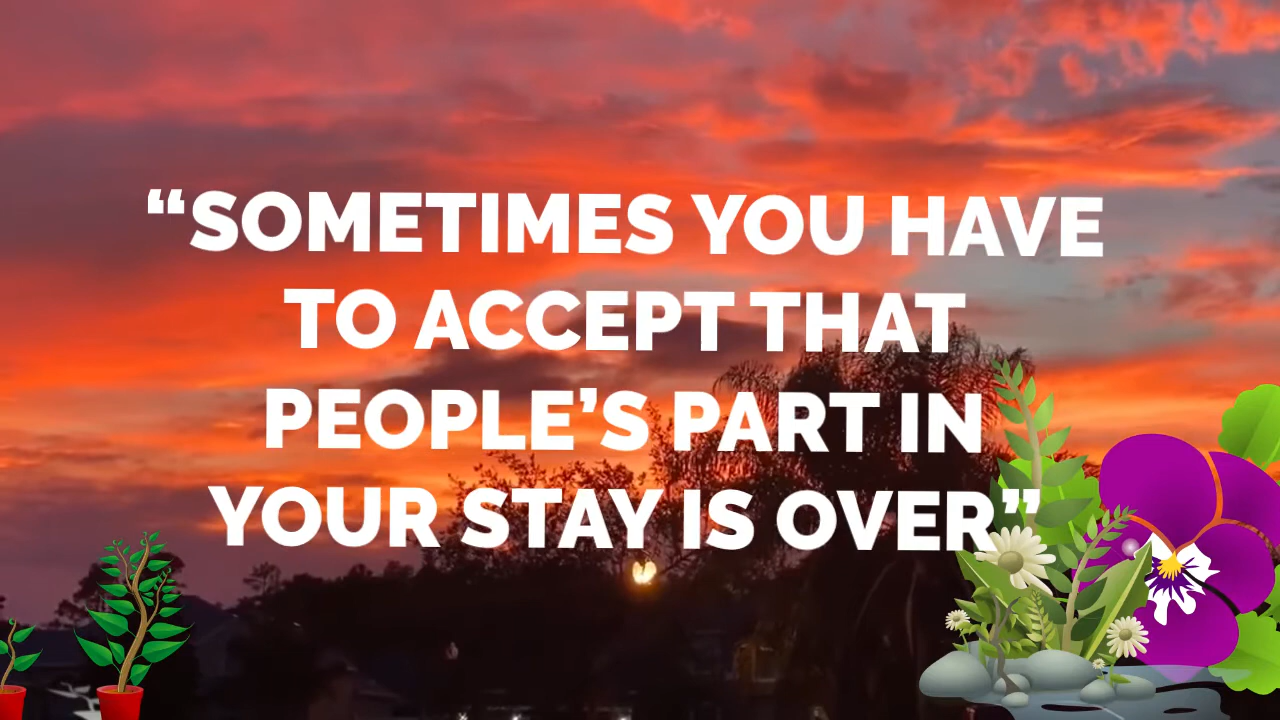 “SOMETIMES YOU HAVE
TO ACCEPT THAT
PEOPLE’S PART IN
YOUR STAY IS OVER”